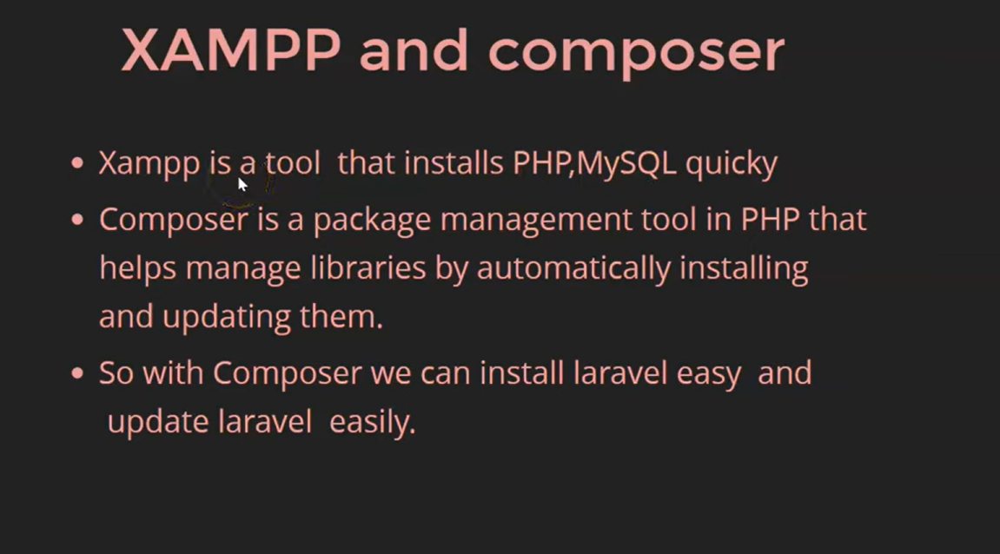 XAMPP and composer
• Xampp is a tool  that installs PHP,MySQL quicky
• Composer is a package management tool in PHP that
helps manage libraries by automatically installing
and updating them.
• So with Composer we can install laravel easy  and
update laravel  easily.